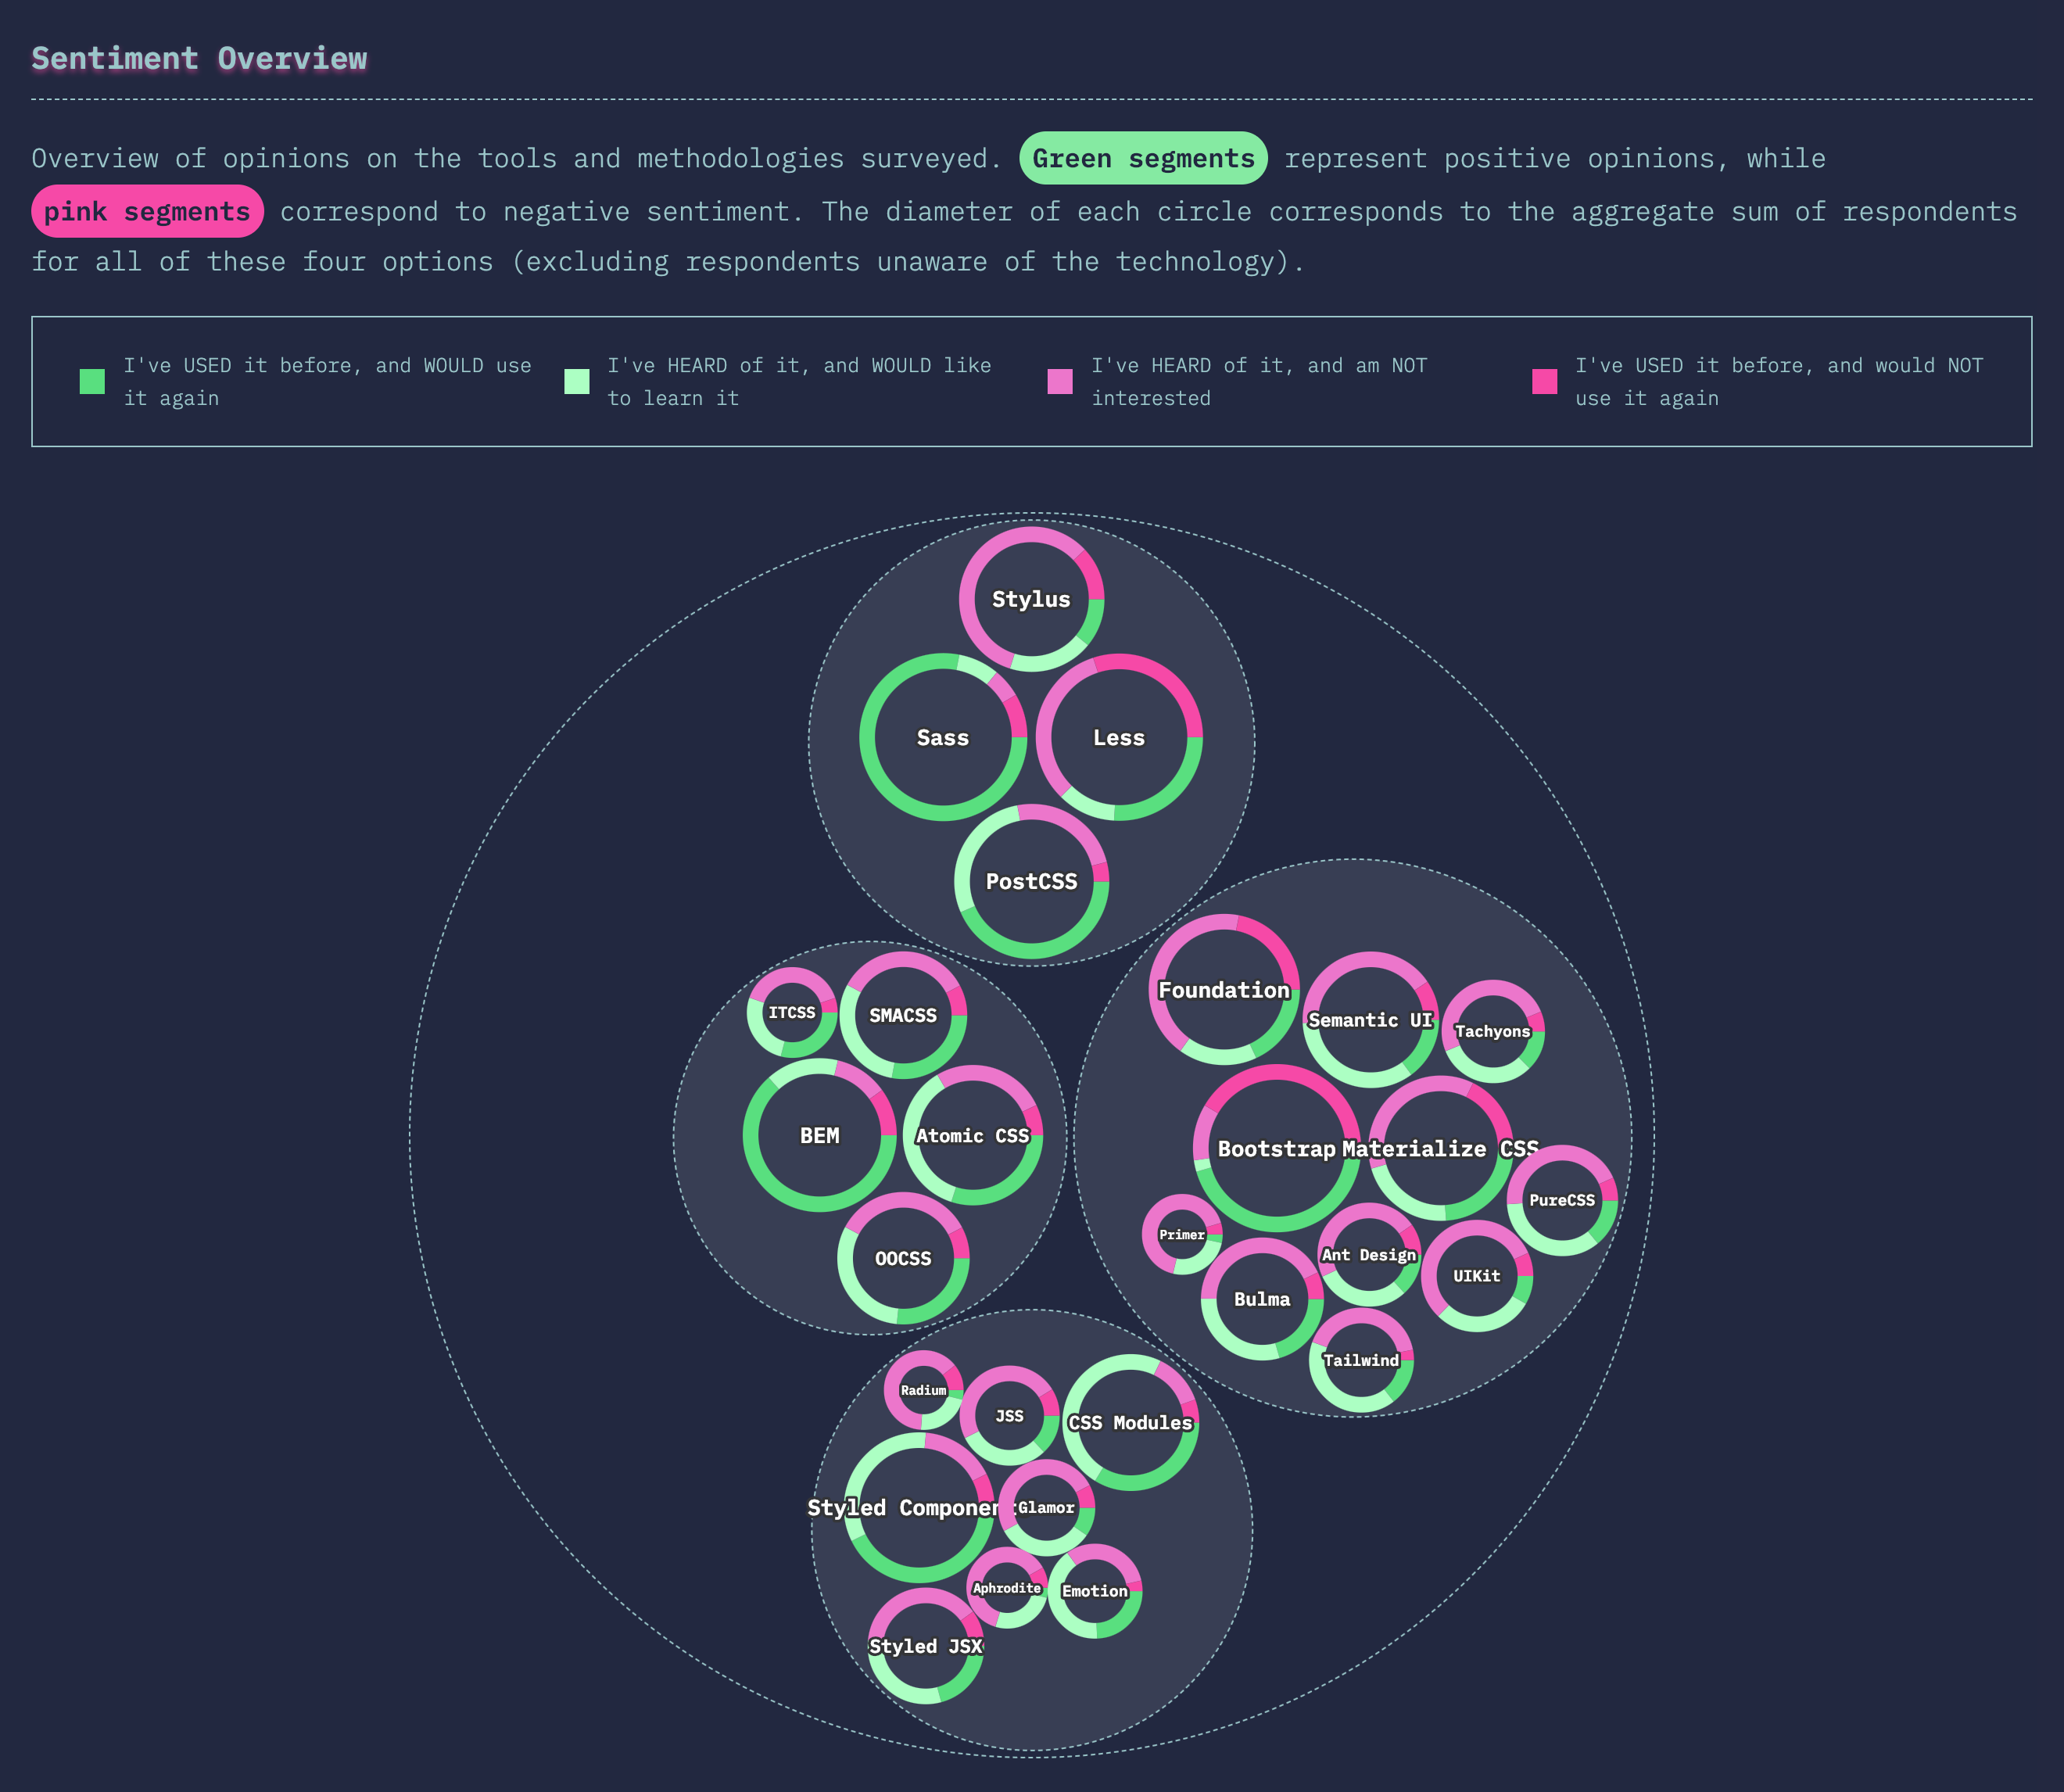 Sentiment Overview
Overview of opinions on the tools and methodologies surveyed. Green segments represent positive opinions, while
pink segments correspond to negative sentiment. The diameter of each circle corresponds to the aggregate sum of respondents
for all of these four options (excluding respondents unaware of the technology).
I've USED it before, and WOULD use
it again
I've HEARD of it, and WOULD like
to learn it
I've HEARD of it, and am NOT
interested
I've USED it before, and would NOT
use it again
Stylus
Sass
Less
PostCSS
Foundation
Semantic UI
Tachyons
Bootstrap
Materialize CSS
PureCSS
Primer
Ant Design
UIKit
Bulma
Tailwind
ITCSS
SMACSS
BEM
Atomic CSS
OOCSS
Radium
JSS
CSS Modules
Styled Componen
Glamor
Aphrodite
Emotion
Styled JSX